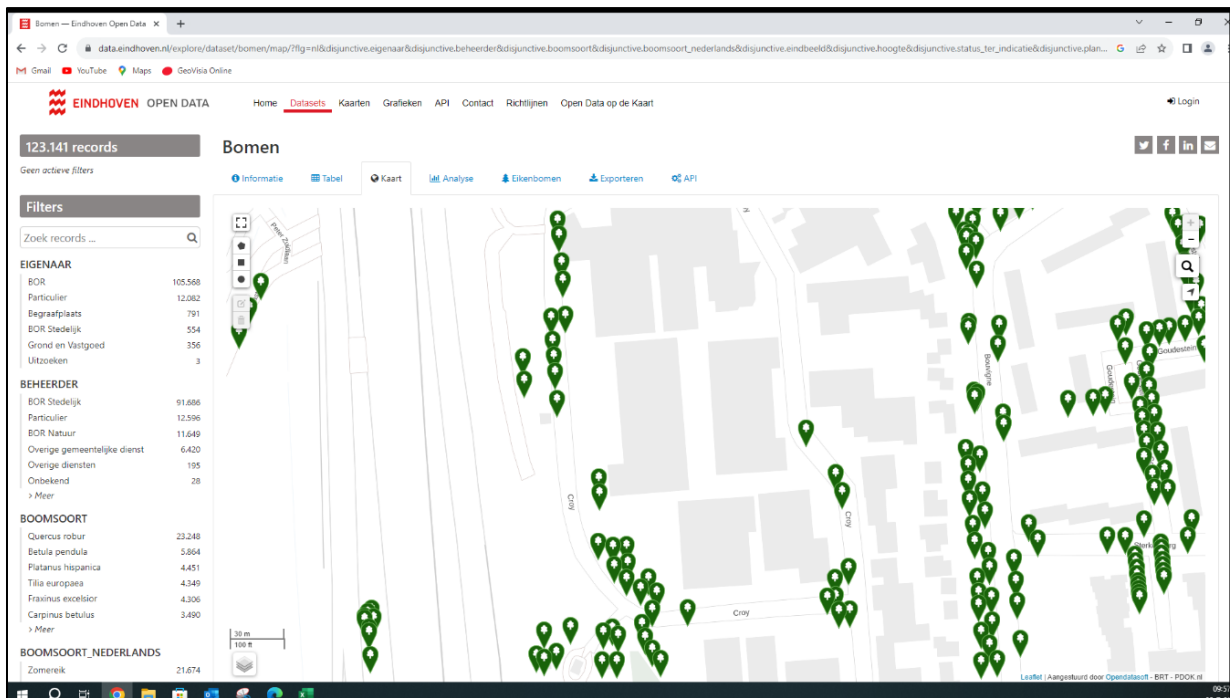 Bomen — Eindhoven Open Data
data.eindhoven.nl/explore/dataset/bomen/map/?flg=nl&disjunctive.eigenaar&disjunctive.beheerder&disjunctive.boomsoort&disjunctive.boomsoort_nederlands&disjunctive.eindbeeld&disjunctive.hoogte&disjunctive.status_ter_indicatie&disjunctive.plan...
Gmail YouTube Maps GeoVisia Online
EINDHOVEN OPEN DATA Home Datasets Kaarten Grafieken API Contact Richtlijnen Open Data op de Kaart Login
123.141 records
Geen actieve filters
Bomen
Informatie Tabel Kaart Analyse Eikenbomen Exporteren API
Filters
Zoek records ...
EIGENAAR
BOR 105.568
Particulier 12.082
Begraafplaats 791
BOR Stedelijk 554
Grond en Vastgoed 356
Uitzoeken 3
BEHEERDER
BOR Stedelijk 91.686
Particulier 12.596
BOR Natuur 11.649
Overige gemeentelijke dienst 6.420
Overige diensten 195
Onbekend 28
> Meer
BOOMSOORT
Quercus robur 23.248
Betula pendula 5.864
Platanus hispanica 4.451
Tilia europaea 4.349
Fraxinus excelsior 4.306
Carpinus betulus 3.490
> Meer
BOOMSOORT_NEDERLANDS
Zomereik 21.674
Bouvigne
Goudestein
Croy
Croy
Croy
30 m
100 ft
Leaflet | Aangestuurd door Opendatasoft - BRT - PDOK.nl